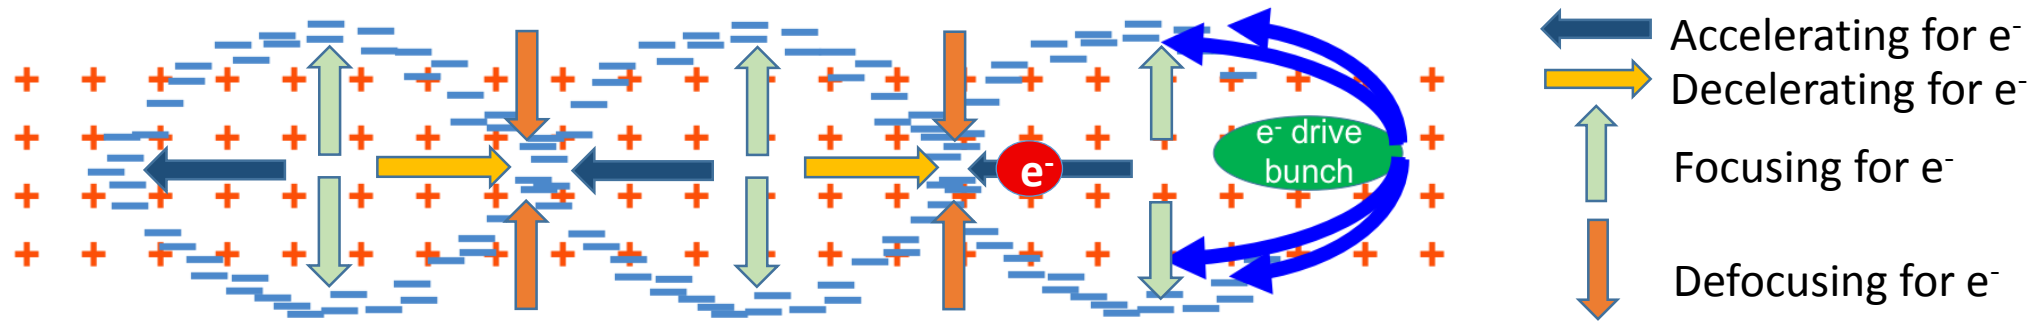 Accelerating for e⁻
Decelerating for e⁻
e⁻ drive
bunch
e⁻
Focusing for e⁻
Defocusing for e⁻